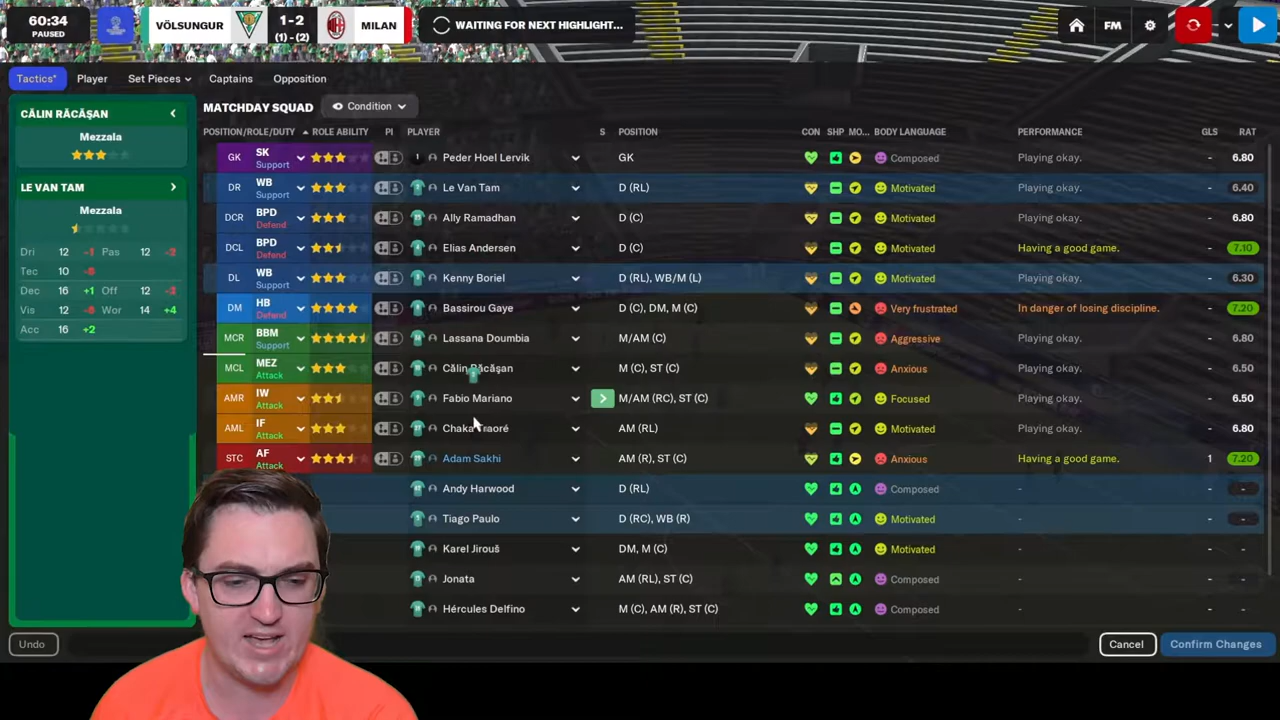 60:34
PAUSED
VÖLSUNGUR
1-2
(1) - (2)
MILAN
WAITING FOR NEXT HIGHLIGHT...
FM
Tactics*
Player
Set Pieces
Captains
Opposition
CĂLIN RĂCĂŞAN
Mezzala
LE VAN TAM
Mezzala
Dri 12 -1 Pas 12 -2
Dec 16 +1 Off 12 -2
Wor 14 +4
Acc 16 +2
MATCHDAY SQUAD
Condition
POSITION/ROLE/DUTY ROLE ABILITY PI PLAYER S POSITION CON SHP MO... BODY LANGUAGE PERFORMANCE GLS RAT
GK SK Support Peder Hoel Lervik GK Composed Playing okay. - 6.80
DR WB Support Le Van Tam D (RL) Motivated Playing okay. - 6.40
DCR BPD Defend Ally Ramadhan D (C) Motivated Playing okay. - 6.80
DCL BPD Defend Elias Andersen D (C) Motivated Having a good game. - 7.10
DL WB Support Kenny Boriel D (RL), WB/M (L) Motivated Playing okay. - 6.30
DM HB Defend Bassirou Gaye D (C), DM, M (C) Very frustrated In danger of losing discipline. - 7.20
MCR BBM Support Lassana Doumbia M/AM (C) Aggressive Playing okay. - 6.80
MCL MEZ Attack Călin Răcăşan M (C), ST (C) Anxious Playing okay. - 6.50
AMR IW Attack Fabio Mariano M/AM (RC), ST (C) Focused Playing okay. - 6.50
AML IF Attack Chaka Traoré AM (RL) Motivated Playing okay. - 6.80
STC AF Attack Adam Sakhi AM (R), ST (C) Anxious Having a good game. 1 7.20
Andy Harwood D (RL) Composed - - -
Tiago Paulo D (RC), WB (R) Motivated - - -
Karel Jirouš DM, M (C) Motivated - - -
Jonata AM (RL), ST (C) Composed - - -
Hércules Delfino M (C), AM (R), ST (C) Composed - - -
Undo
Cancel
Confirm Changes